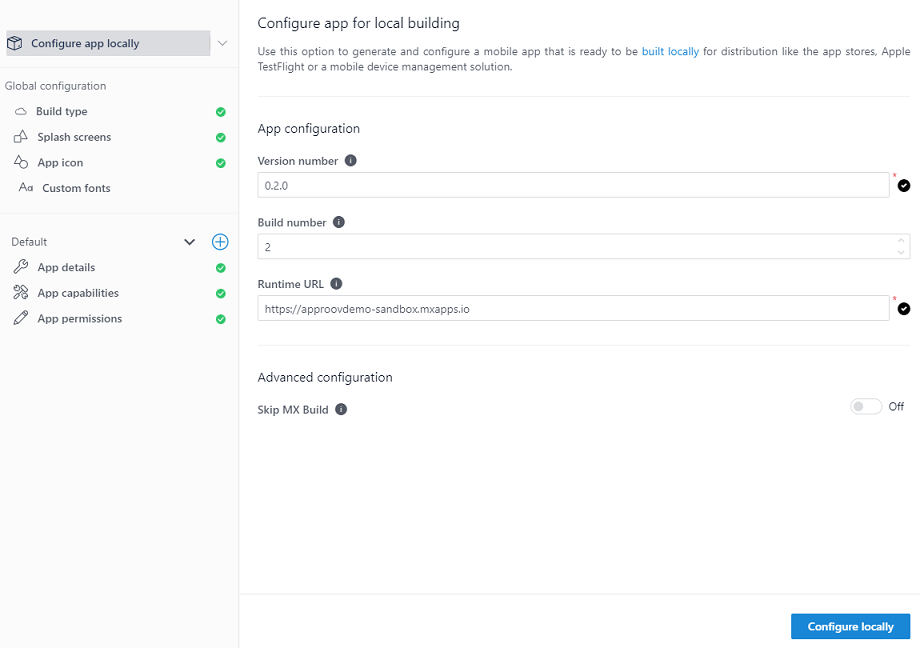 Configure app locally
Global configuration
Build type
Splash screens
App icon
Aa Custom fonts
Default
App details
App capabilities
App permissions
Configure app for local building
Use this option to generate and configure a mobile app that is ready to be built locally for distribution like the app stores, Apple
TestFlight or a mobile device management solution.
App configuration
Version number i
0.2.0 *
Build number i
2
Runtime URL i
https://approovdemo-sandbox.mxapps.io *
Advanced configuration
Skip MX Build i
Off
Configure locally